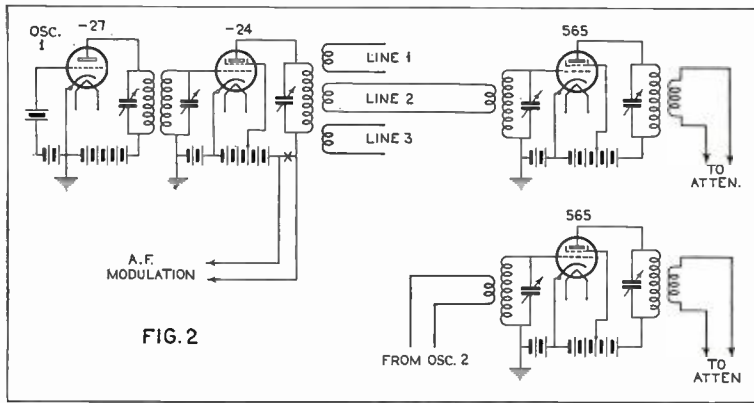 OSC.
1
-27
-24
LINE 1
LINE 2
LINE 3
565
TO
ATTEN.
A.F.
MODULATION
FIG. 2
565
FROM OSC. 2
TO
ATTEN